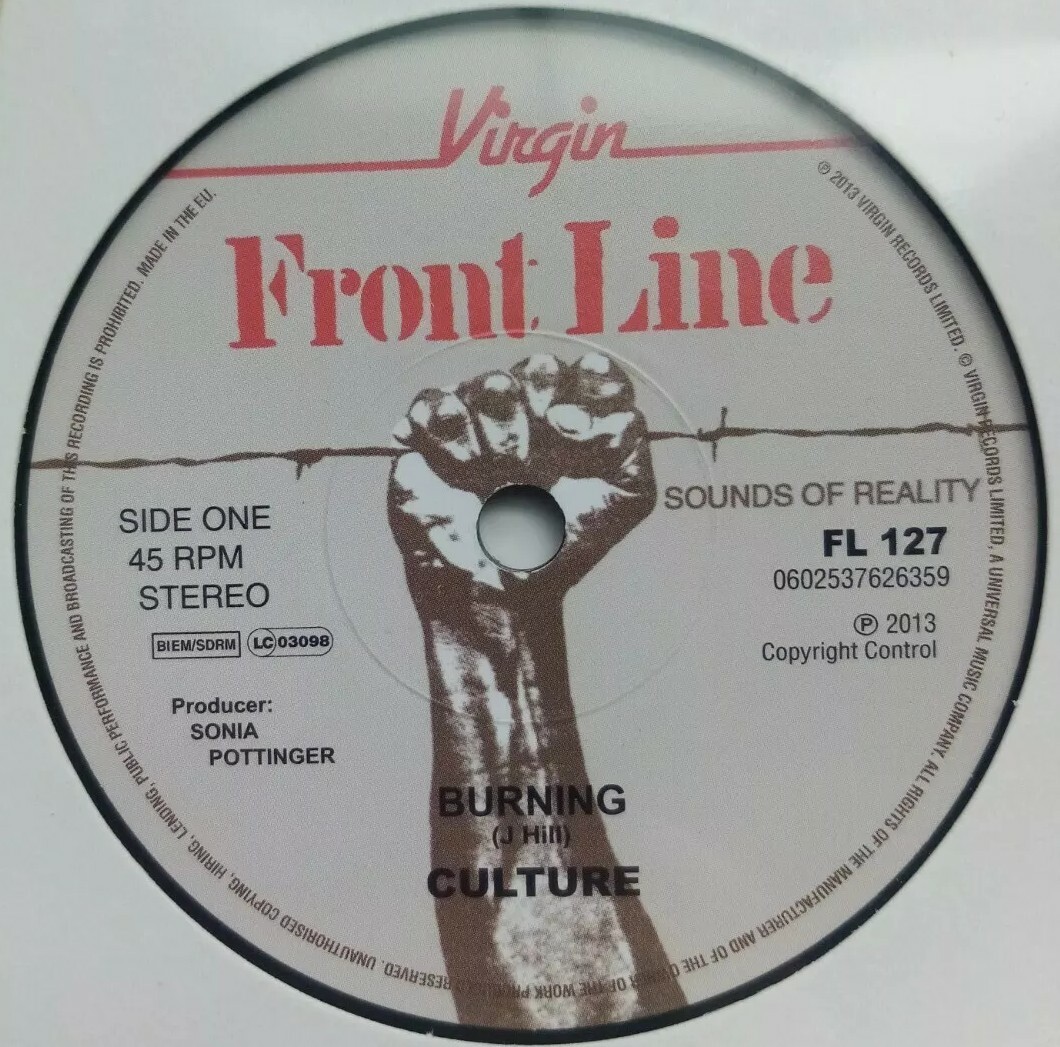 Virgin
Front Line
SIDE ONE
45 RPM
STEREO
BIEM/SDRM LC 03098
Producer:
SONIA
POTTINGER
SOUNDS OF REALITY
FL 127
0602537626359
℗ 2013
Copyright Control
BURNING
(J Hill)
CULTURE
℗ 2013 VIRGIN RECORDS LIMITED. © VIRGIN RECORDS LIMITED, A UNIVERSAL MUSIC COMPANY. ALL RIGHTS OF THE MANUFACTURER AND OF THE OWNER OF THE WORK PRODUCED RESERVED. UNAUTHORISED COPYING, HIRING, LENDING, PUBLIC PERFORMANCE AND BROADCASTING OF THIS RECORDING IS PROHIBITED. MADE IN THE EU.